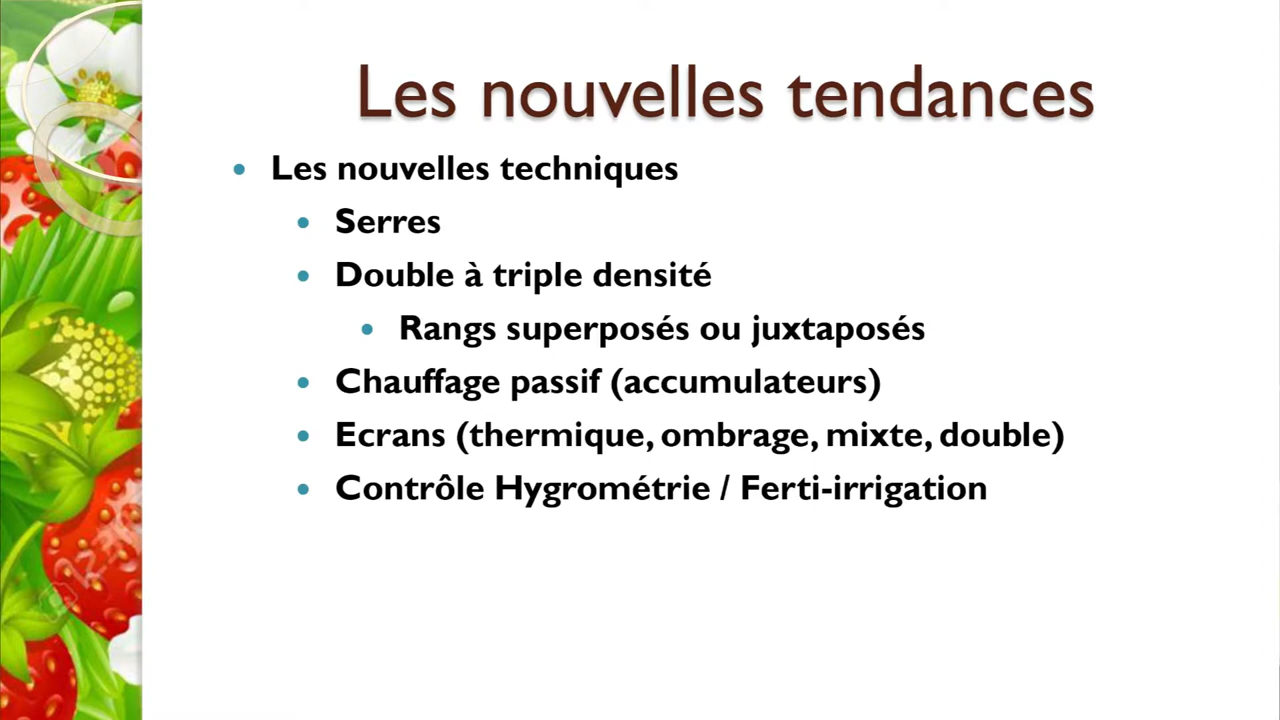 Les nouvelles tendances
Les nouvelles techniques
Serres
Double à triple densité
Rangs superposés ou juxtaposés
Chauffage passif (accumulateurs)
Ecrans (thermique, ombrage, mixte, double)
Contrôle Hygrométrie / Ferti-irrigation